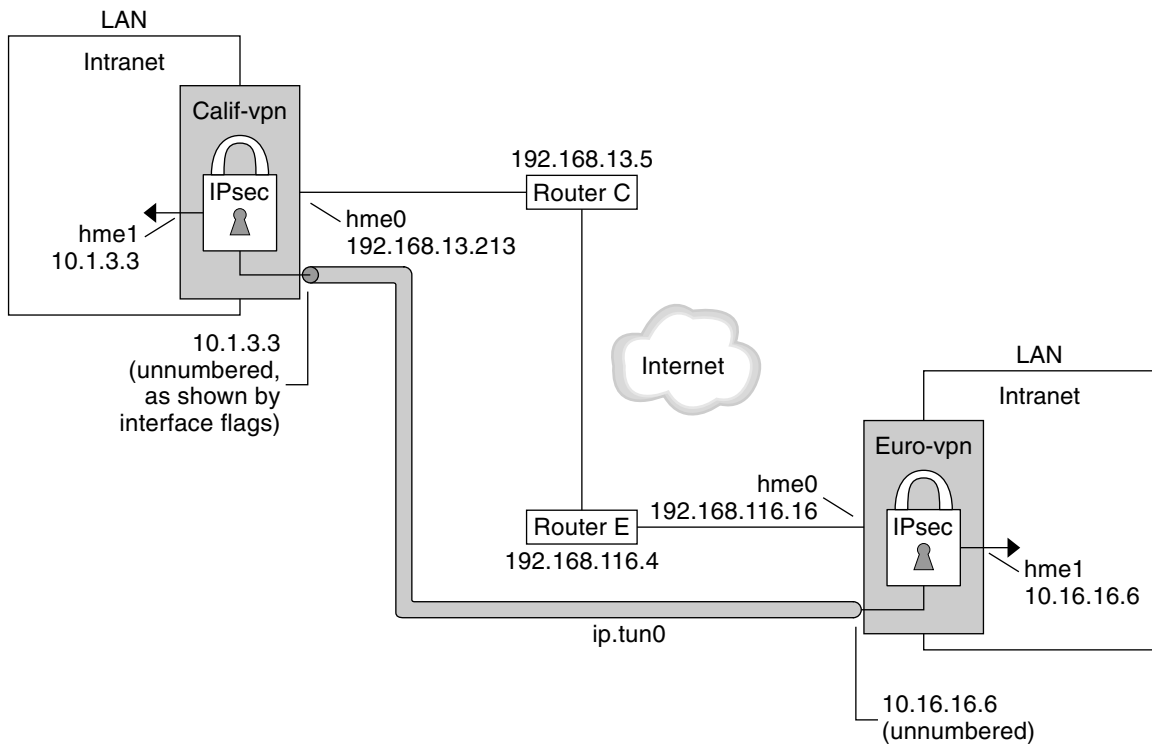 LAN
Intranet
Calif-vpn
IPsec
hme1
10.1.3.3
hme0
192.168.13.213
192.168.13.5
Router C
10.1.3.3
(unnumbered,
as shown by
interface flags)
Internet
LAN
Intranet
Euro-vpn
IPsec
hme0
192.168.116.16
Router E
192.168.116.4
hme1
10.16.16.6
ip.tun0
10.16.16.6
(unnumbered)